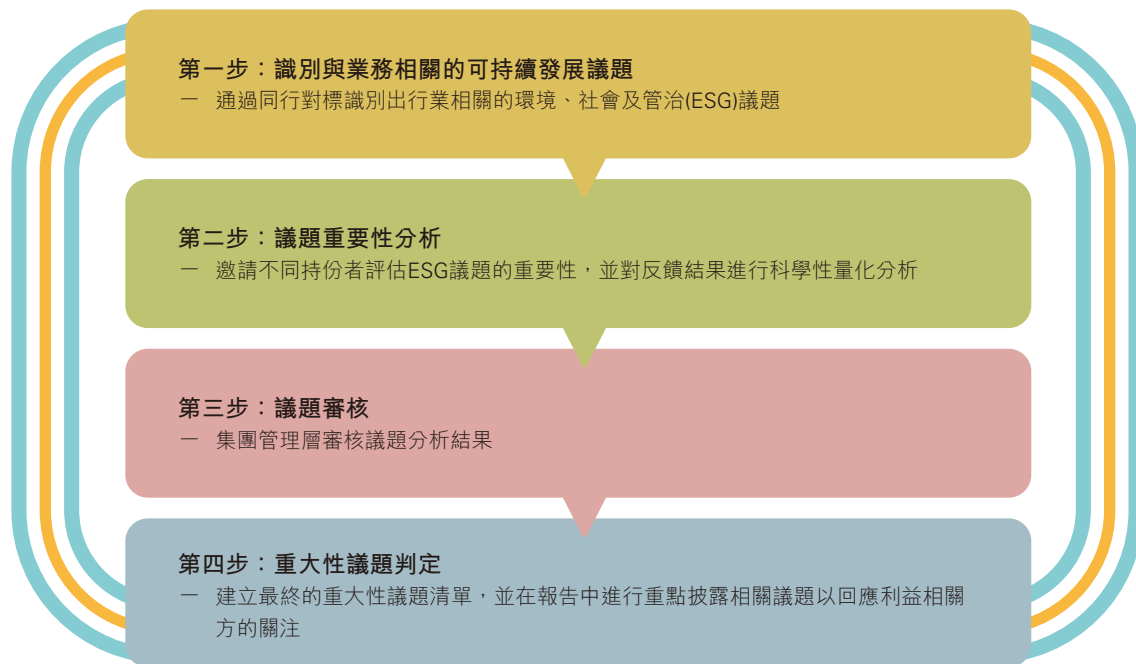 第一步：識別與業務相關的可持續發展議題
— 通過同行對標識別出行業相關的環境、社會及管治(ESG)議題
第二步：議題重要性分析
— 邀請不同持份者評估ESG議題的重要性，並對反饋結果進行科學性量化分析
第三步：議題審核
— 集團管理層審核議題分析結果
第四步：重大性議題判定
— 建立最終的重大性議題清單，並在報告中進行重點披露相關議題以回應利益相關
方的關注